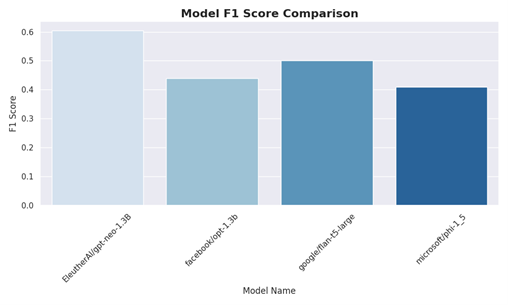 Model F1 Score Comparison
F1 Score
0.6
0.5
0.4
0.3
0.2
0.1
0.0
EleutherAI/gpt-neo-1.3B
facebook/opt-1.3b
google/flan-t5-large
microsoft/phi-1_5
Model Name